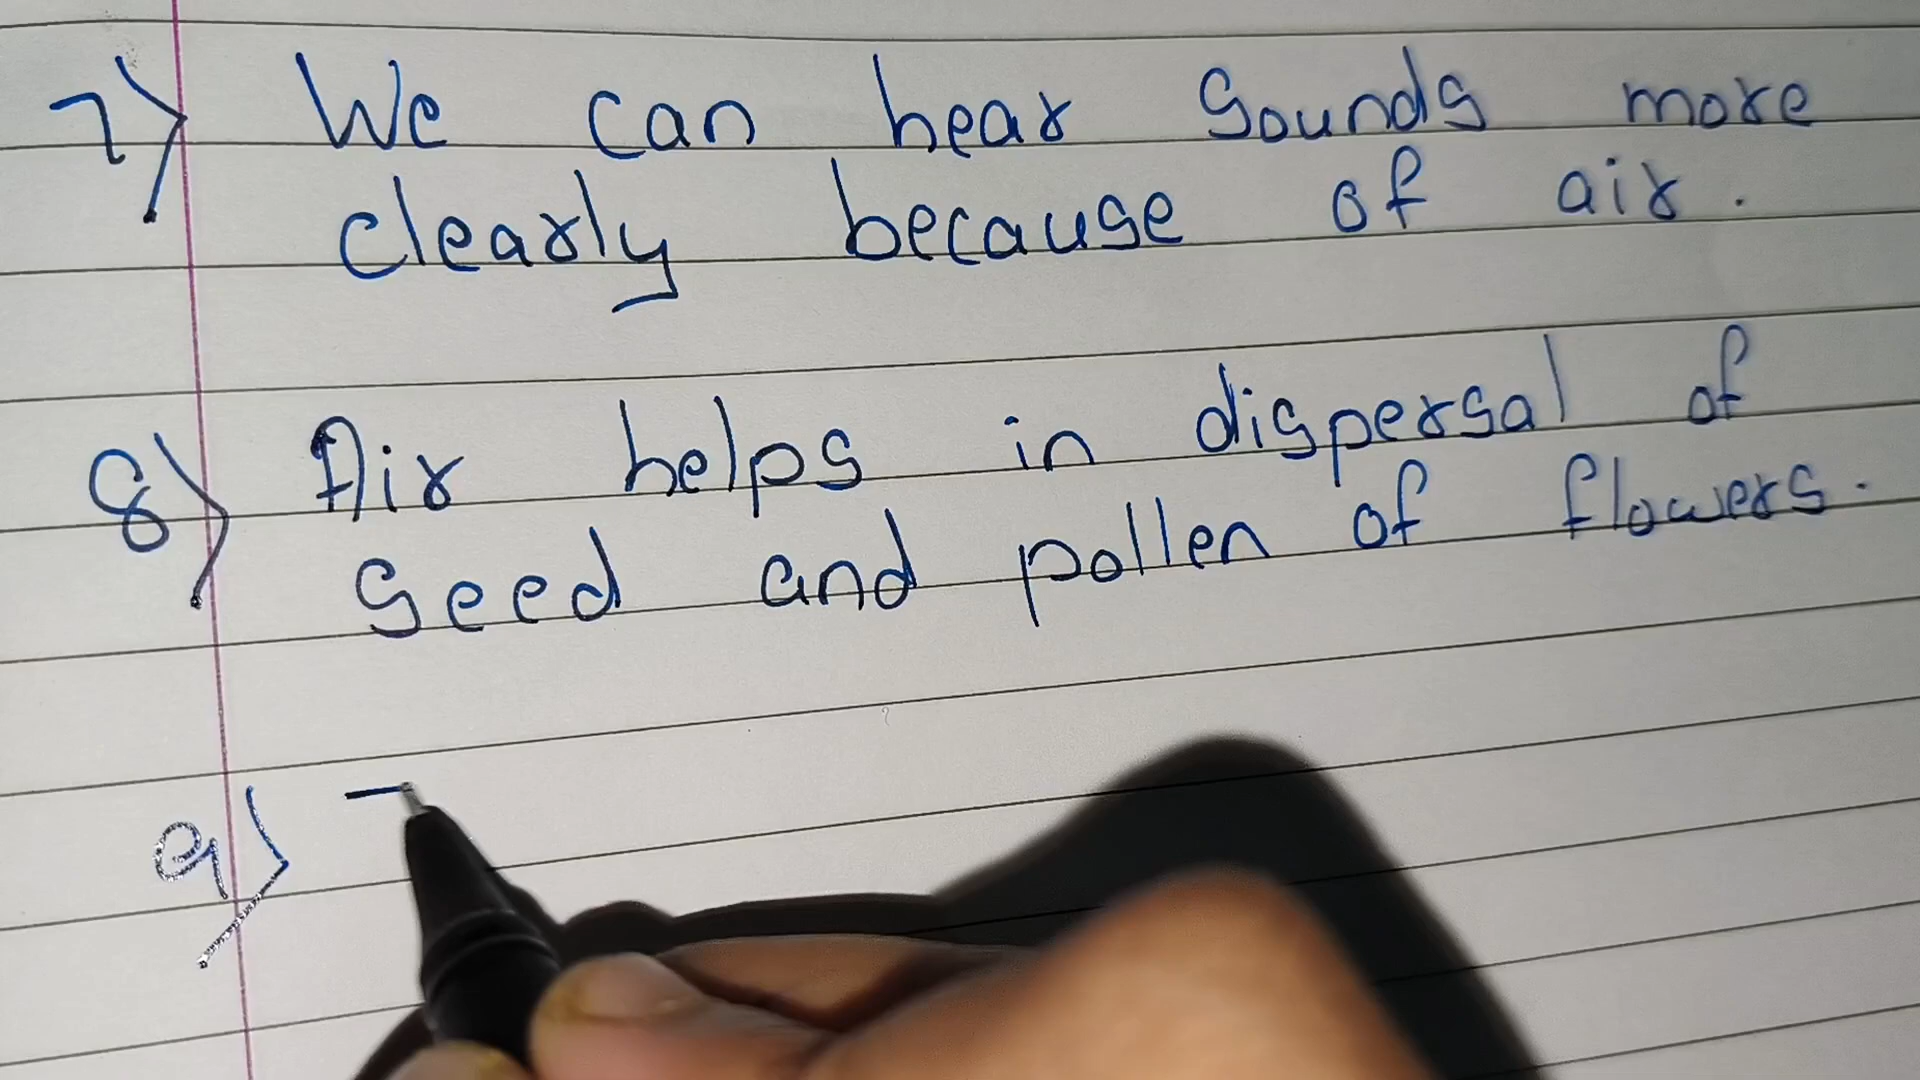 7) We can hear sounds more
clearly because of air.
8) Air helps in dispersal of
seed and pollen of flowers.
9)